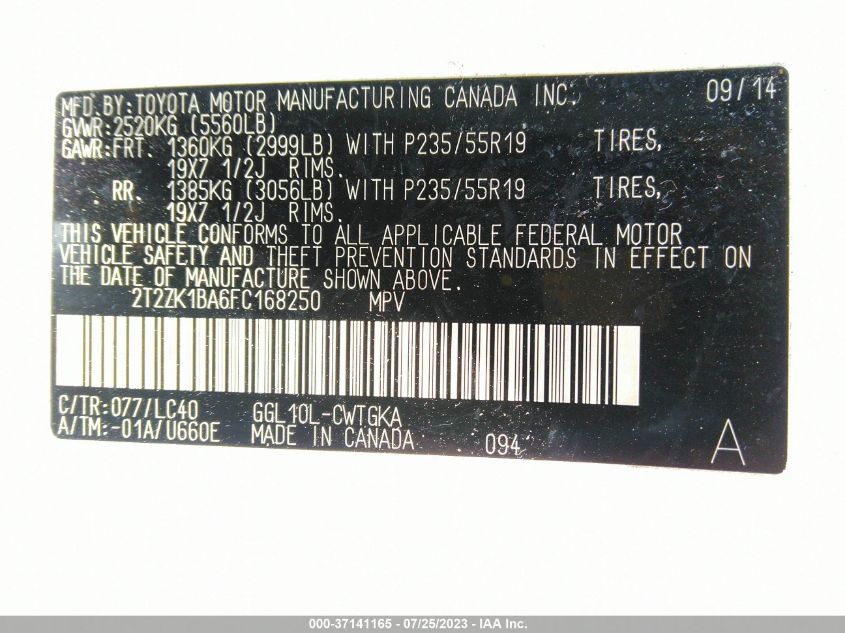 MFD.BY:TOYOTA MOTOR MANUFACTURING CANADA INC. 09/14
GVWR:2520KG (5560LB)
GAWR:FRT. 1360KG (2999LB) WITH P235/55R19 TIRES,
19X7 1/2J RIMS.
RR. 1385KG (3056LB) WITH P235/55R19 TIRES,
19X7 1/2J RIMS.
THIS VEHICLE CONFORMS TO ALL APPLICABLE FEDERAL MOTOR
VEHICLE SAFETY AND THEFT PREVENTION STANDARDS IN EFFECT ON
THE DATE OF MANUFACTURE SHOWN ABOVE.
2T2ZK1BA6FC168250 MPV
C/TR:077/LC40 GGL10L-CWTGKA
A/TM:-01A/U660E MADE IN CANADA 094 A
000-37141165 - 07/25/2023 - IAA Inc.